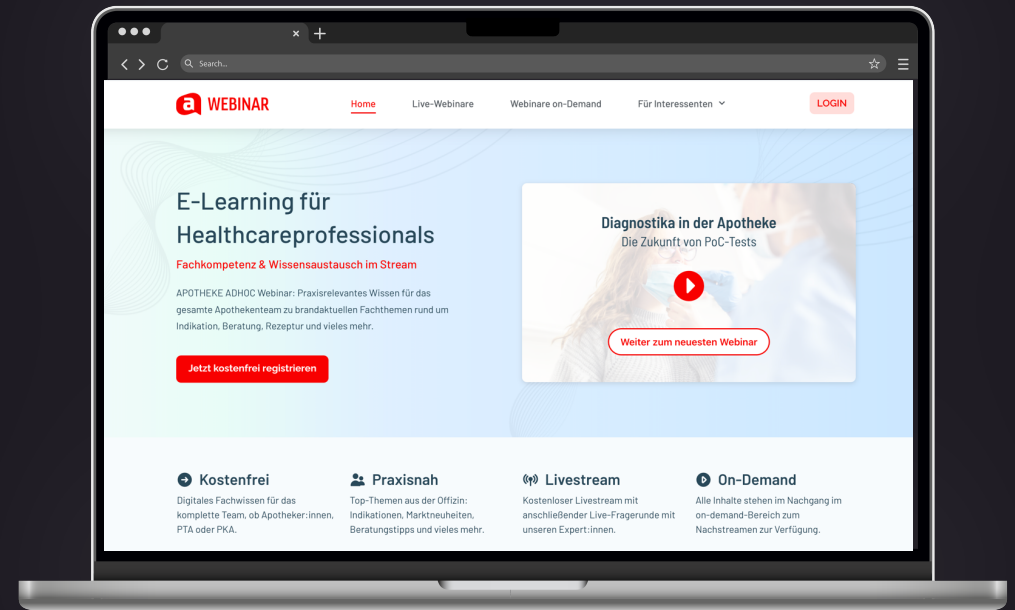 Search...
a WEBINAR
Home
Live-Webinare
Webinare on-Demand
Für Interessenten
LOGIN
E-Learning für
Healthcareprofessionals
Fachkompetenz & Wissensaustausch im Stream
APOTHEKE ADHOC Webinar: Praxisrelevantes Wissen für das
gesamte Apothekenteam zu brandaktuellen Fachthemen rund um
Indikation, Beratung, Rezeptur und vieles mehr.
Jetzt kostenfrei registrieren
Diagnostika in der Apotheke
Die Zukunft von PoC-Tests
Weiter zum neuesten Webinar
Kostenfrei
Digitales Fachwissen für das
komplette Team, ob Apotheker:innen,
PTA oder PKA.
Praxisnah
Top-Themen aus der Offizin:
Indikationen, Marktneuheiten,
Beratungstipps und vieles mehr.
Livestream
Kostenloser Livestream mit
anschließender Live-Fragerunde mit
unseren Expert:innen.
On-Demand
Alle Inhalte stehen im Nachgang im
on-demand-Bereich zum
Nachstreamen zur Verfügung.